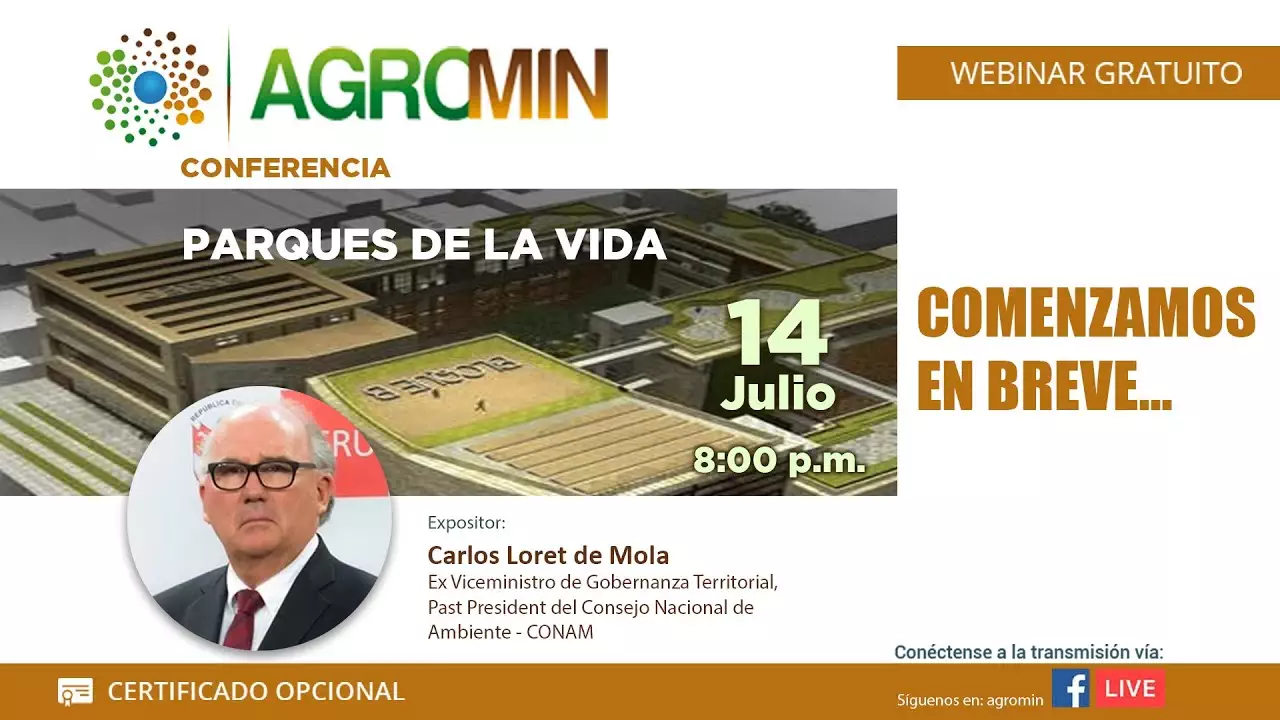 AGROMIN
WEBINAR GRATUITO
CONFERENCIA
PARQUES DE LA VIDA
14
Julio
8:00 p.m.
BLOQUE B
COMENZAMOS
EN BREVE...
REPÚBLICA
ERU
Expositor:
Carlos Loret de Mola
Ex Viceministro de Gobernanza Territorial,
Past President del Consejo Nacional de
Ambiente - CONAM
Conéctense a la transmisión vía:
CERTIFICADO OPCIONAL
Síguenos en: agromin
f LIVE